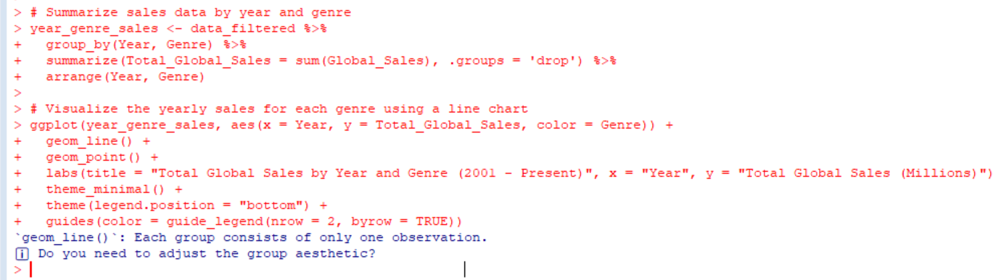 > # Summarize sales data by year and genre
> year_genre_sales <- data_filtered %>%
+   group_by(Year, Genre) %>%
+   summarize(Total_Global_Sales = sum(Global_Sales), .groups = 'drop') %>%
+   arrange(Year, Genre)
>
> # Visualize the yearly sales for each genre using a line chart
> ggplot(year_genre_sales, aes(x = Year, y = Total_Global_Sales, color = Genre)) +
+   geom_line() +
+   geom_point() +
+   labs(title = "Total Global Sales by Year and Genre (2001 - Present)", x = "Year", y = "Total Global Sales (Millions)")
+   theme_minimal() +
+   theme(legend.position = "bottom") +
+   guides(color = guide_legend(nrow = 2, byrow = TRUE))
`geom_line()`: Each group consists of only one observation.
i Do you need to adjust the group aesthetic?
>